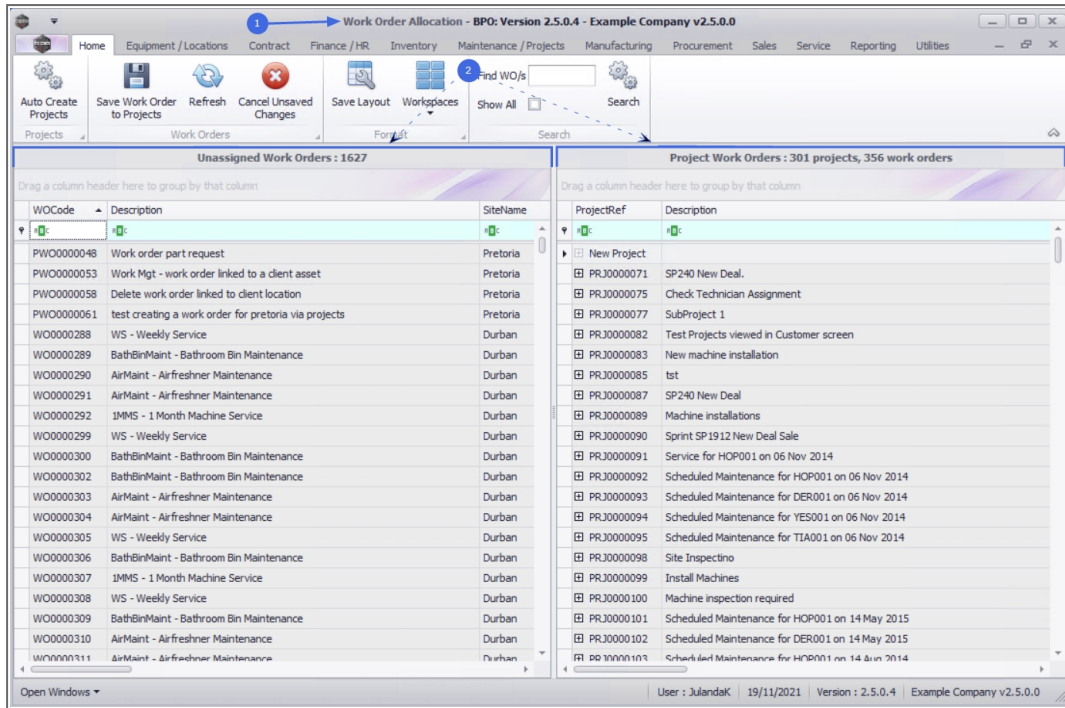 1 Work Order Allocation - BPO: Version 2.5.0.4 - Example Company v2.5.0.0
Home Equipment / Locations Contract Finance / HR Inventory Maintenance / Projects Manufacturing Procurement Sales Service Reporting Utilities
2 Find WO/s
Auto Create Projects Save Work Order to Projects Refresh Cancel Unsaved Changes Save Layout Workspaces Show All Search
Projects Work Orders Format Search
Unassigned Work Orders : 1627 Project Work Orders : 301 projects, 356 work orders
Drag a column header here to group by that column Drag a column header here to group by that column
WOCode Description SiteName ProjectRef Description
PWO0000048 Work order part request Pretoria New Project
PWO0000053 Work Mgt - work order linked to a client asset Pretoria PRJ0000071 SP240 New Deal.
PWO0000058 Delete work order linked to client location Pretoria PRJ0000075 Check Technician Assignment
PWO0000061 test creating a work order for pretoria via projects Pretoria PRJ0000077 SubProject 1
WO0000288 WS - Weekly Service Durban PRJ0000082 Test Projects viewed in Customer screen
WO0000289 BathBinMaint - Bathroom Bin Maintenance Durban PRJ0000083 New machine installation
WO0000290 AirMaint - Airfreshner Maintenance Durban PRJ0000085 tst
WO0000291 AirMaint - Airfreshner Maintenance Durban PRJ0000087 SP240 New Deal
WO0000292 1MMS - 1 Month Machine Service Durban PRJ0000089 Machine installations
WO0000299 WS - Weekly Service Durban PRJ0000090 Sprint SP1912 New Deal Sale
WO0000300 BathBinMaint - Bathroom Bin Maintenance Durban PRJ0000091 Service for HOP001 on 06 Nov 2014
WO0000302 BathBinMaint - Bathroom Bin Maintenance Durban PRJ0000092 Scheduled Maintenance for HOP001 on 06 Nov 2014
WO0000303 AirMaint - Airfreshner Maintenance Durban PRJ0000093 Scheduled Maintenance for DER001 on 06 Nov 2014
WO0000304 AirMaint - Airfreshner Maintenance Durban PRJ0000094 Scheduled Maintenance for YES001 on 06 Nov 2014
WO0000305 WS - Weekly Service Durban PRJ0000095 Scheduled Maintenance for TIA001 on 06 Nov 2014
WO0000306 BathBinMaint - Bathroom Bin Maintenance Durban PRJ0000098 Site Inspectino
WO0000307 1MMS - 1 Month Machine Service Durban PRJ0000099 Install Machines
WO0000308 WS - Weekly Service Durban PRJ0000100 Machine inspection required
WO0000309 BathBinMaint - Bathroom Bin Maintenance Durban PRJ0000101 Scheduled Maintenance for HOP001 on 14 May 2015
WO0000310 AirMaint - Airfreshner Maintenance Durban PRJ0000102 Scheduled Maintenance for DER001 on 14 May 2015
WO0000311 AirMaint - Airfreshner Maintenance Durban PRJ0000103 Scheduled Maintenance for HOP001 on 14 Aug 2014
Open Windows User : JulandaK 19/11/2021 Version : 2.5.0.4 Example Company v2.5.0.0